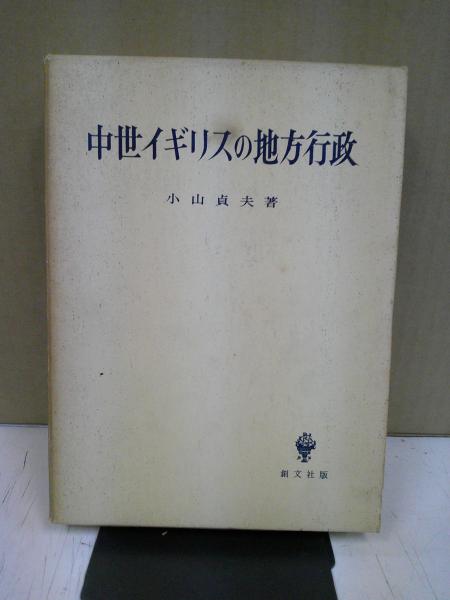 中世イギリスの地方行政
小山貞夫著
創文社版